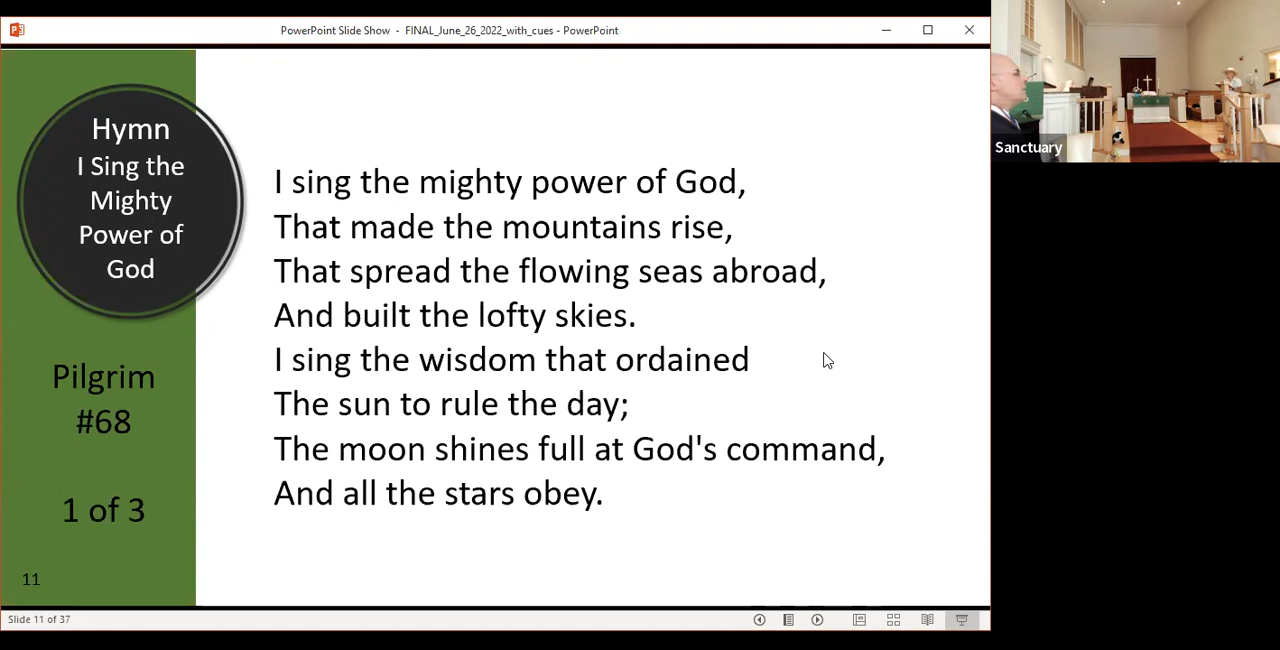 PowerPoint Slide Show - FINAL_June_26_2022_with_cues - PowerPoint
Hymn
I Sing the
Mighty
Power of
God
Pilgrim
#68
1 of 3
11
I sing the mighty power of God,
That made the mountains rise,
That spread the flowing seas abroad,
And built the lofty skies.
I sing the wisdom that ordained
The sun to rule the day;
The moon shines full at God's command,
And all the stars obey.
Slide 11 of 37
Sanctuary